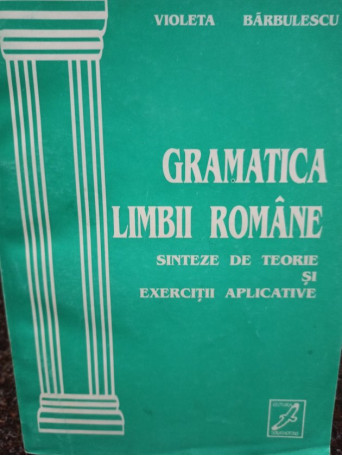 VIOLETA BĂRBULESCU
GRAMATICA
LIMBII ROMÂNE
SINTEZE DE TEORIE
ȘI
EXERCIȚII APLICATIVE